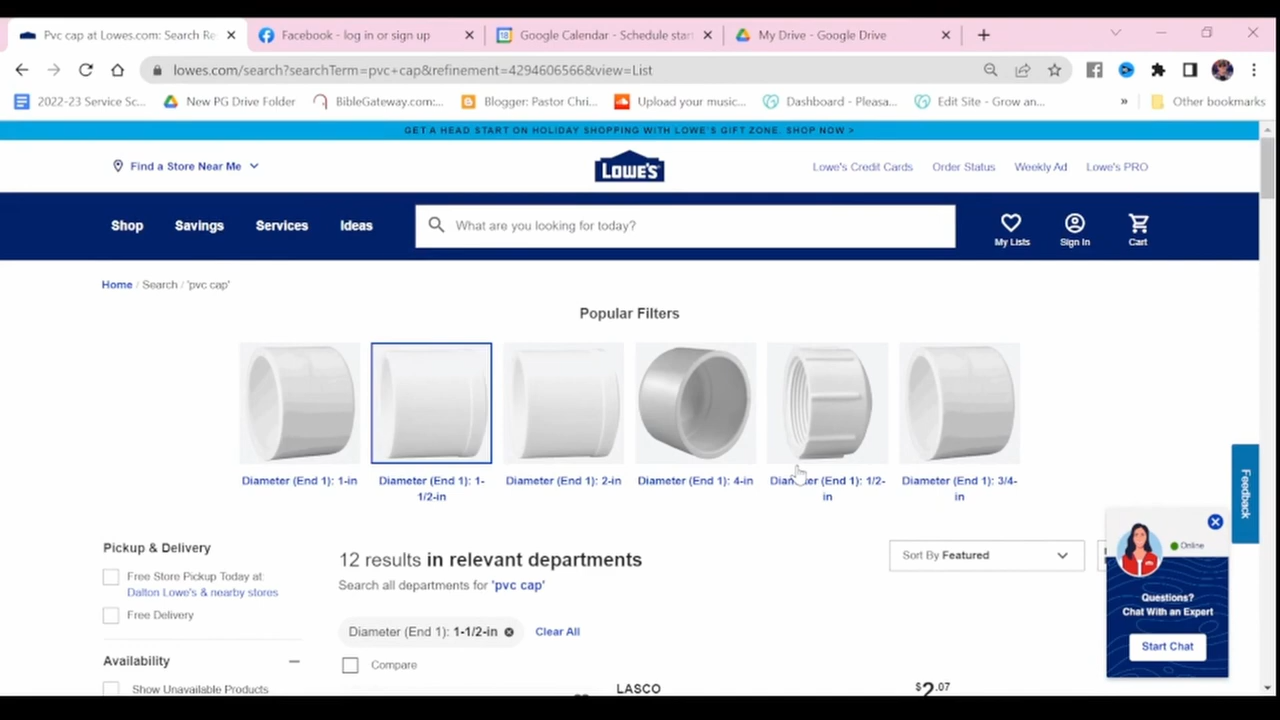 Pvc cap at Lowes.com: Search Re
Facebook - log in or sign up
Google Calendar - Schedule start
My Drive - Google Drive
lowes.com/search?searchTerm=pvc+cap&refinement=4294606566&view=List
2022-23 Service Sc...
New PG Drive Folder
BibleGateway.com:...
Blogger: Pastor Chri...
Upload your music...
Dashboard - Pleasa...
Edit Site - Grow an...
»
Other bookmarks
GET A HEAD START ON HOLIDAY SHOPPING WITH LOWE'S GIFT ZONE. SHOP NOW >
Find a Store Near Me
LOWE'S
Lowe's Credit Cards
Order Status
Weekly Ad
Lowe's PRO
Shop
Savings
Services
Ideas
What are you looking for today?
My Lists
Sign In
Cart
Home / Search / 'pvc cap'
Popular Filters
Diameter (End 1): 1-in
Diameter (End 1): 1-
1/2-in
Diameter (End 1): 2-in
Diameter (End 1): 4-in
Diameter (End 1): 1/2-
in
Diameter (End 1): 3/4-
in
Feedback
Pickup & Delivery
Free Store Pickup Today at
Dalton Lowe's & nearby stores
Free Delivery
Availability
Show Unavailable Products
12 results in relevant departments
Search all departments for 'pvc cap'
Sort By Featured
Diameter (End 1): 1-1/2-in
Clear All
Compare
LASCO
$2.07
Online
Questions?
Chat With an Expert
Start Chat